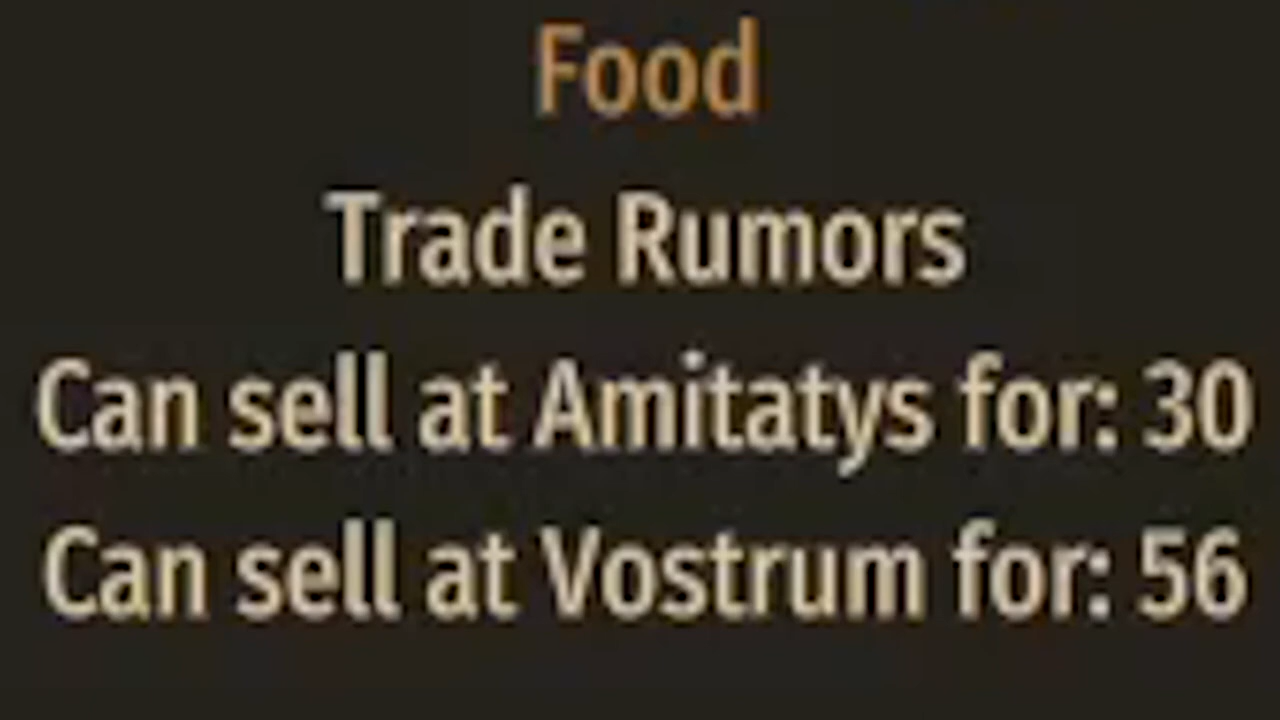 Food
Trade Rumors
Can sell at Amitatys for: 30
Can sell at Vostrum for: 56